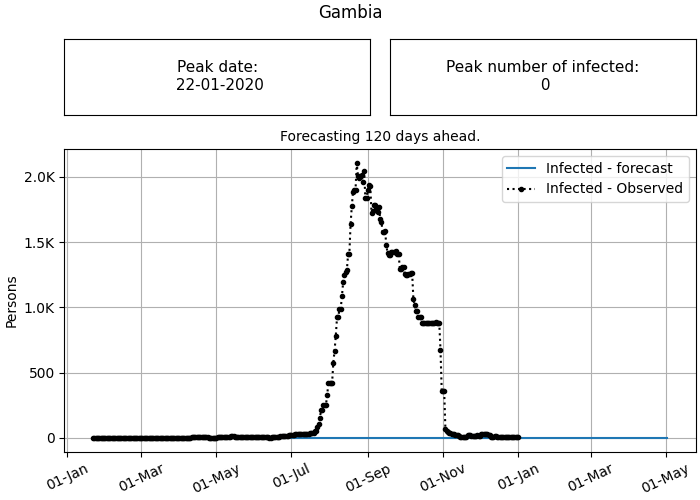 Gambia
Peak date:
22-01-2020
Peak number of infected:
0
Forecasting 120 days ahead.
Infected - forecast
Infected - Observed
Persons
2.0K
1.5K
1.0K
500
0
01-Jan
01-Mar
01-May
01-Jul
01-Sep
01-Nov
01-Jan
01-Mar
01-May